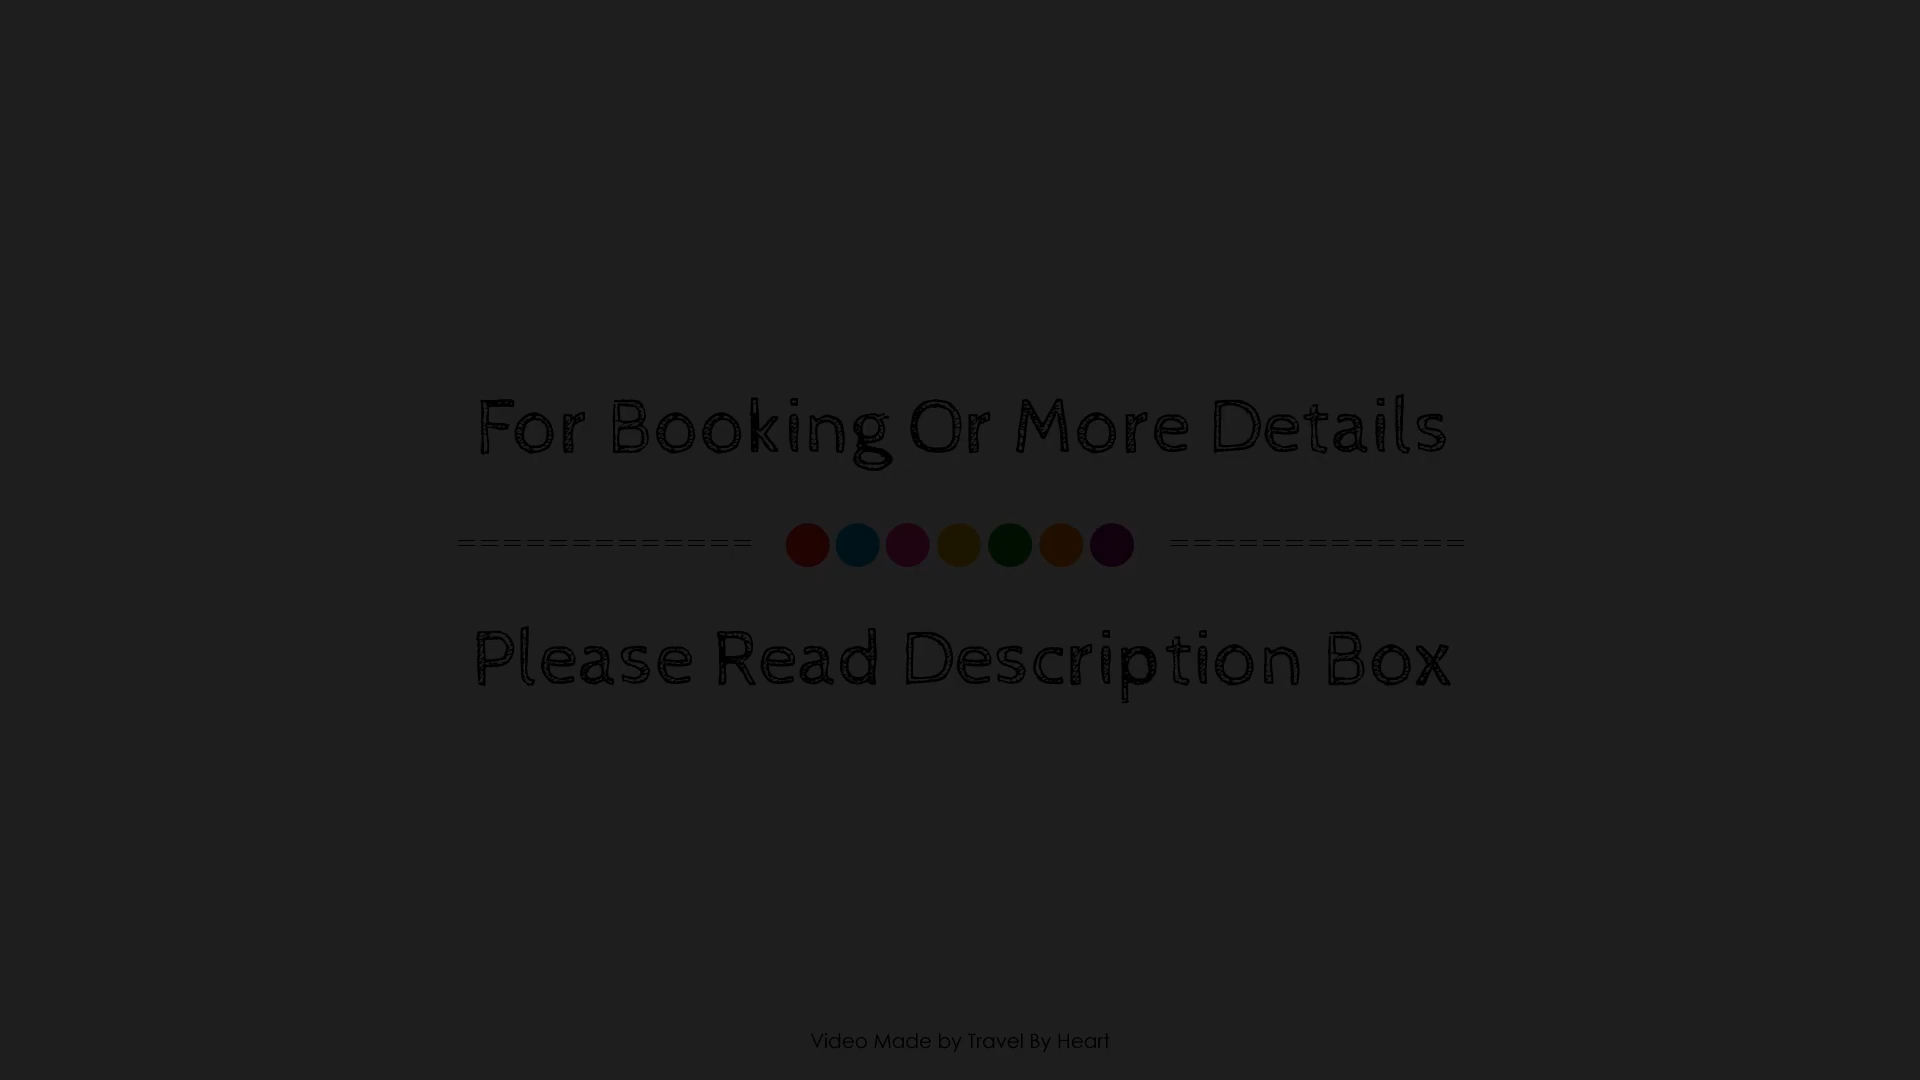 For Booking Or More Details
============= =============
Please Read Description Box
Video Made by Travel By Heart